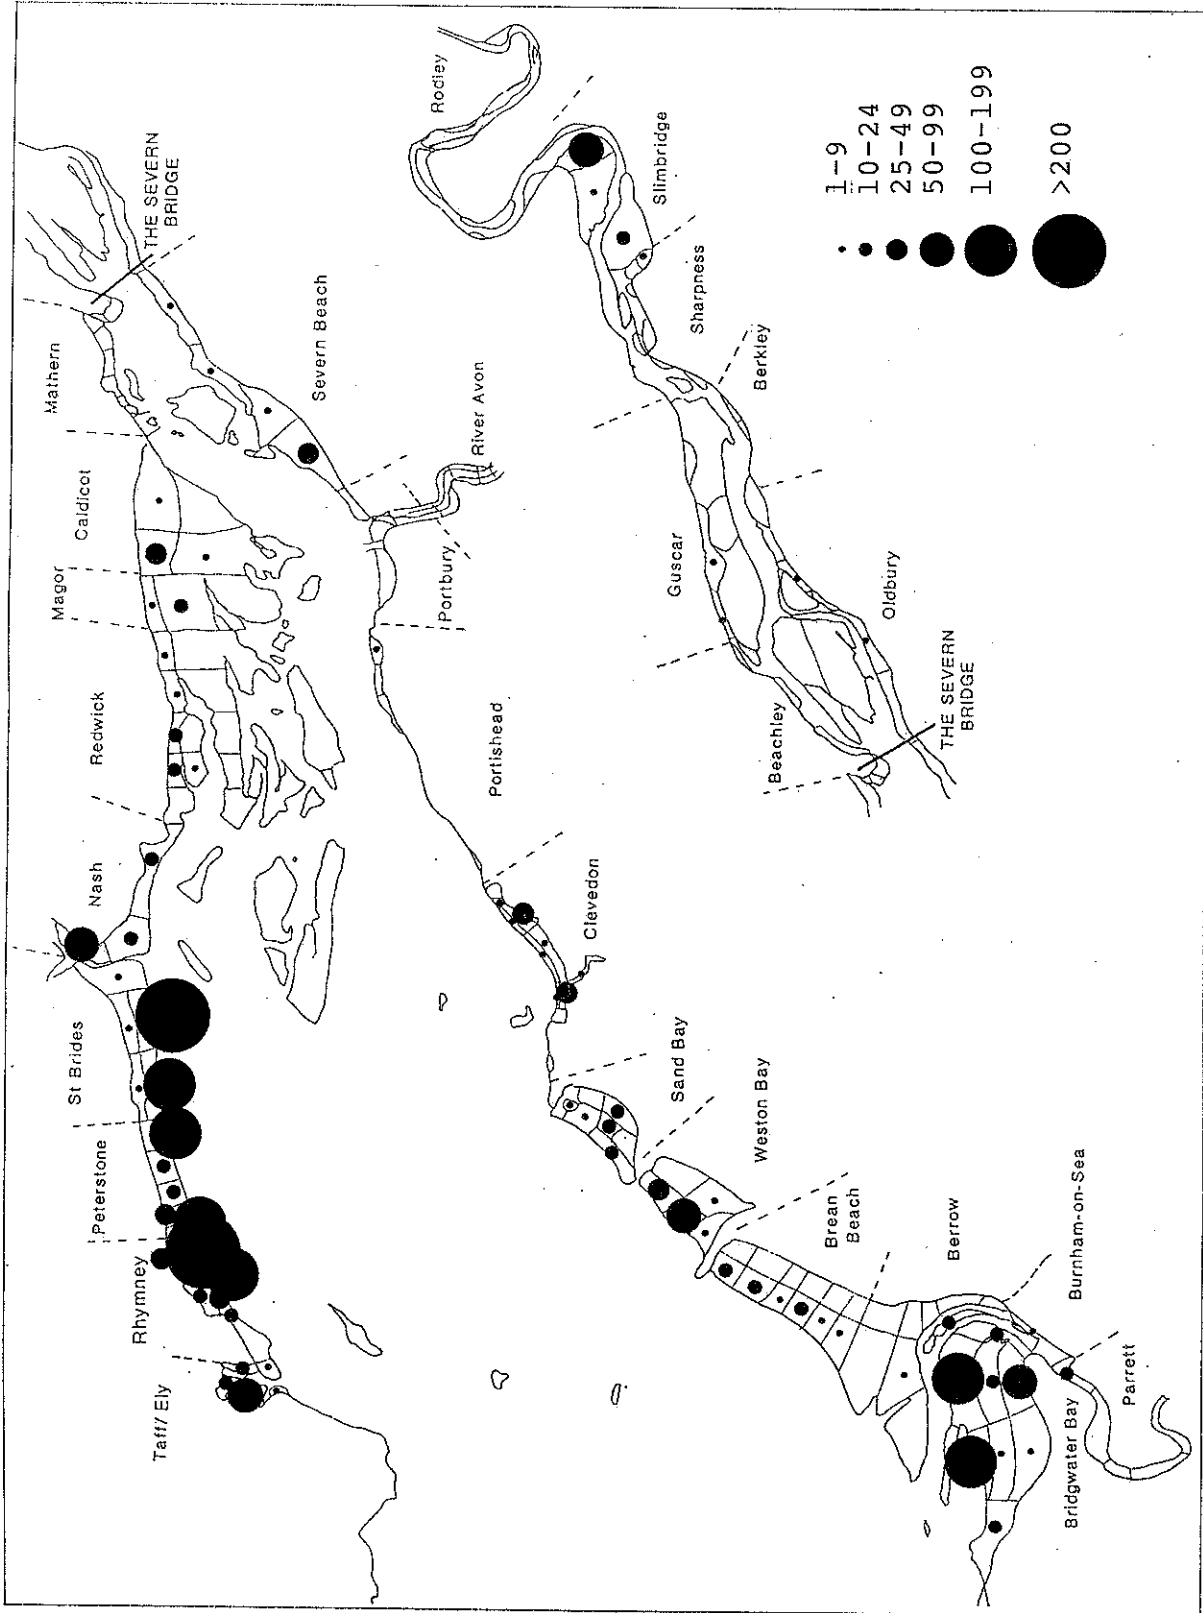 Taff/ Ely
Rhymney
Peterstone
St Brides
Nash
Redwick
Magor
Caldicot
Mathern
THE SEVERN
BRIDGE
Severn Beach
River Avon
Portbury
Portishead
Clevedon
Sand Bay
Weston Bay
Brean
Beach
Berrow
Burnham-on-Sea
Parrett
Bridgwater Bay
Rodley
Slimbridge
Sharpness
Berkley
Guscar
Oldbury
Beachley
THE SEVERN
BRIDGE
1-9
10-24
25-49
50-99
100-199
>200